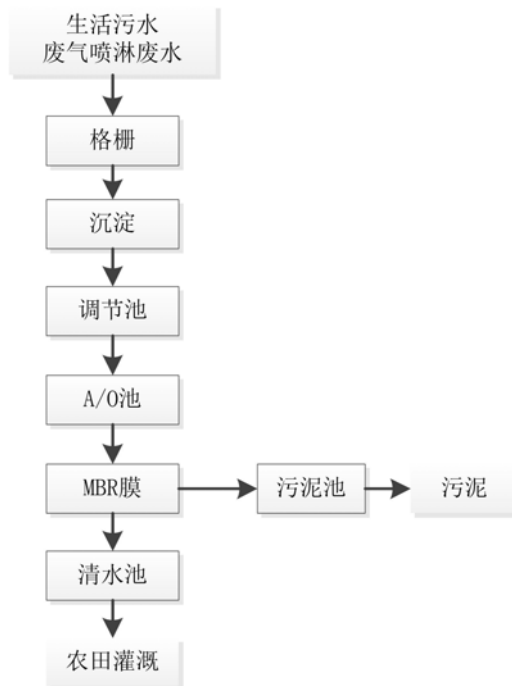 生活污水
废气喷淋废水
格栅
沉淀
调节池
A/O池
MBR膜
污泥池
污泥
清水池
农田灌溉